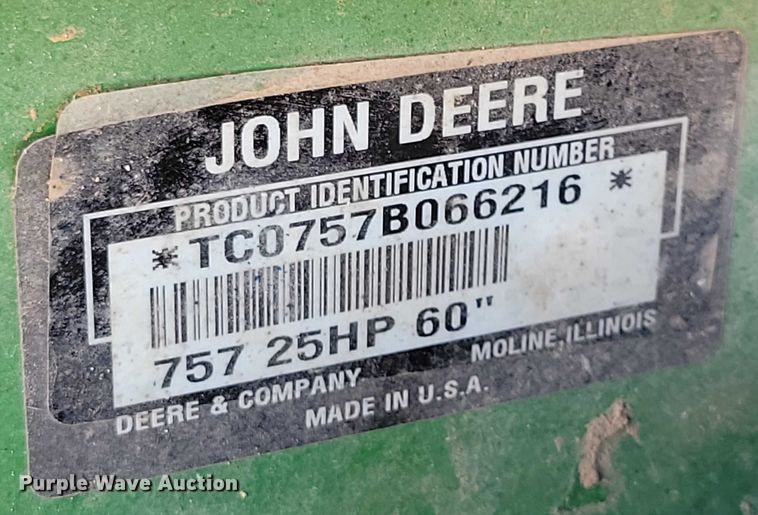 JOHN DEERE
PRODUCT IDENTIFICATION NUMBER
*TC0757B066216*
757 25HP 60"
DEERE & COMPANY MOLINE, ILLINOIS
MADE IN U.S.A.
Purple Wave Auction